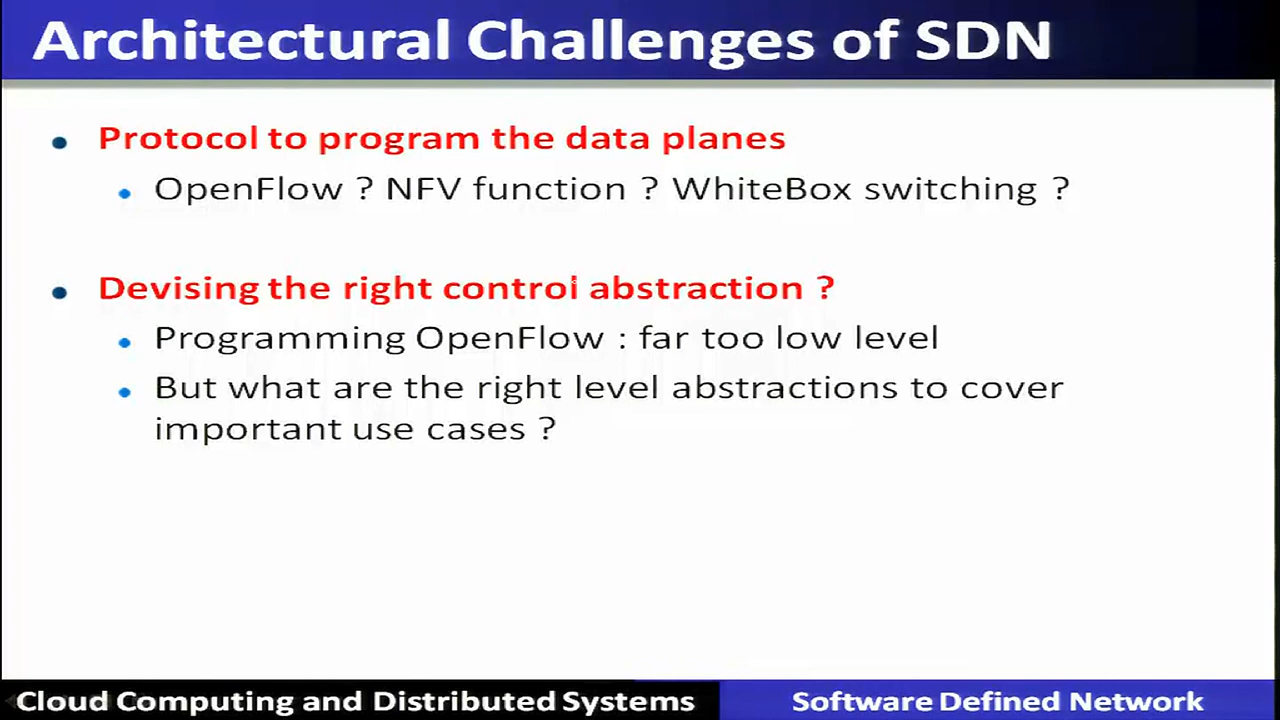 Architectural Challenges of SDN
• Protocol to program the data planes
• OpenFlow ? NFV function ? WhiteBox switching ?
• Devising the right control abstraction ?
• Programming OpenFlow : far too low level
• But what are the right level abstractions to cover
important use cases ?
Cloud Computing and Distributed Systems
Software Defined Network